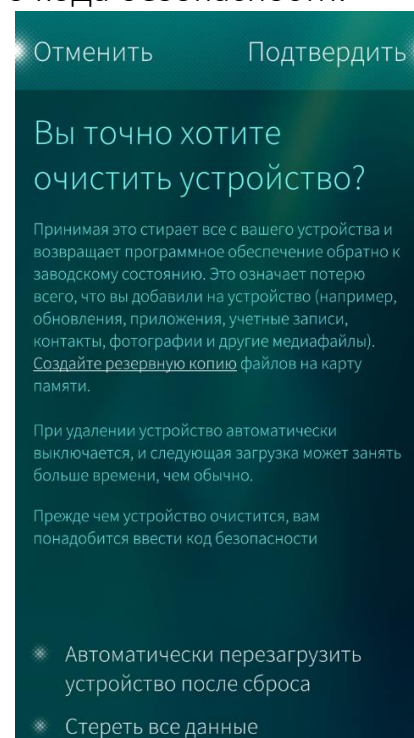 Отменить Подтвердить
Вы точно хотите
очистить устройство?
Принимая это стирает все с вашего устройства и
возвращает программное обеспечение обратно к
заводскому состоянию. Это означает потерю
всего, что вы добавили на устройство (например,
обновления, приложения, учетные записи,
контакты, фотографии и другие медиафайлы).
Создайте резервную копию файлов на карту
памяти.
При удалении устройство автоматически
выключается, и следующая загрузка может занять
больше времени, чем обычно.
Прежде чем устройство очистится, вам
понадобится ввести код безопасности
Автоматически перезагрузить
устройство после сброса
Стереть все данные